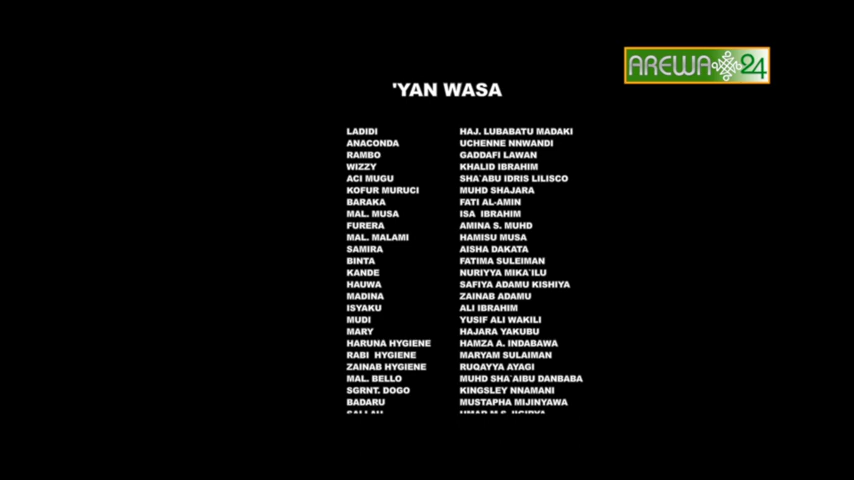 AREWA 24
'YAN WASA
LADIDI HAJ. LUBABATU MADAKI
ANACONDA UCHENNE NNWANDI
RAMBO GADDAFI LAWAN
WIZZY KHALID IBRAHIM
ACI MUGU SHA`ABU IDRIS LILISCO
KOFUR MURUCI MUHD SHAJARA
BARAKA FATI AL-AMIN
MAL. MUSA ISA IBRAHIM
FURERA AMINA S. MUHD
MAL. MALAMI HAMISU MUSA
SAMIRA AISHA DAKATA
BINTA FATIMA SULEIMAN
KANDE NURIYYA MIKA`ILU
HAUWA SAFIYA ADAMU KISHIYA
MADINA ZAINAB ADAMU
ISYAKU ALI IBRAHIM
MUDI YUSIF ALI WAKILI
MARY HAJARA YAKUBU
HARUNA HYGIENE HAMZA A. INDABAWA
RABI HYGIENE MARYAM SULAIMAN
ZAINAB HYGIENE RUQAYYA AYAGI
MAL. BELLO MUHD SHA`AIBU DANBABA
SGRNT. DOGO KINGSLEY NNAMANI
BADARU MUSTAPHA MIJINYAWA